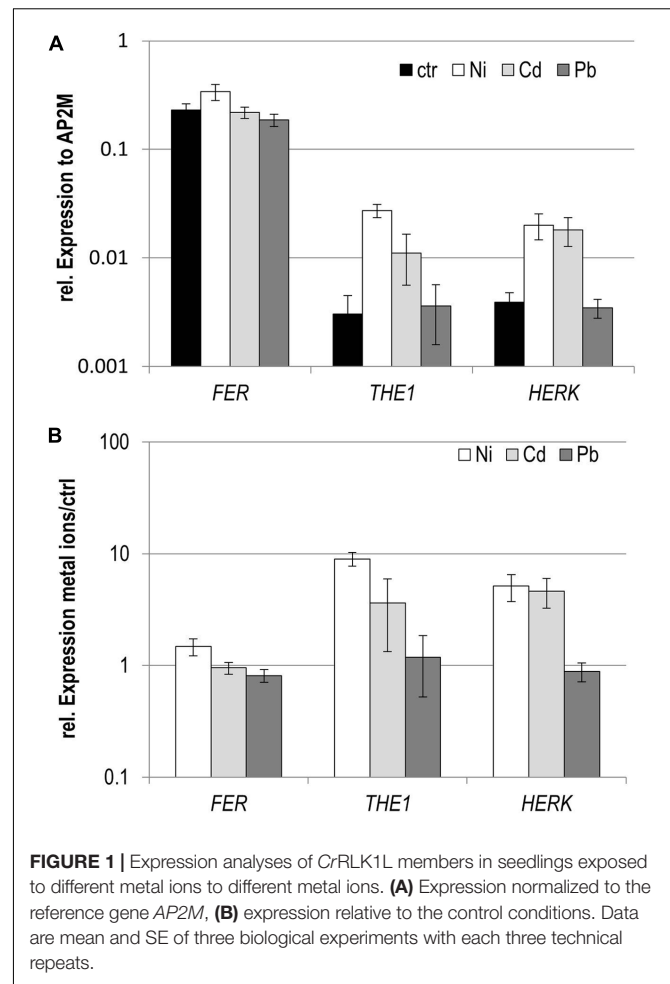 A
1
0.1
0.01
0.001
rel. Expression to AP2M
ctr Ni Cd Pb
FER THE1 HERK
B
100
10
1
0.1
rel. Expression metal ions/ctrl
Ni Cd Pb
FER THE1 HERK
FIGURE 1 | Expression analyses of CrRLK1L members in seedlings exposed
to different metal ions to different metal ions. (A) Expression normalized to the
reference gene AP2M, (B) expression relative to the control conditions. Data
are mean and SE of three biological experiments with each three technical
repeats.